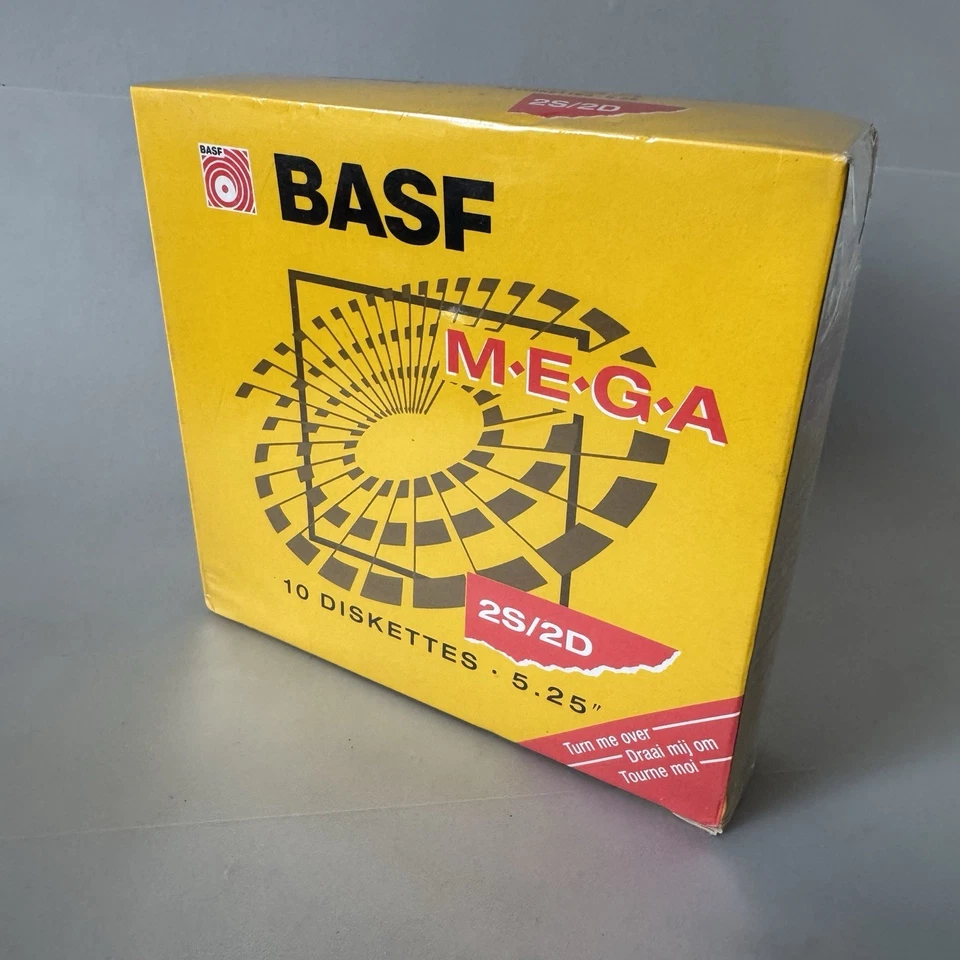 2S/2D
BASF
BASF
M·E·G·A
2S/2D
10 DISKETTES · 5.25"
Turn me over
Draai mij om
Tourne moi